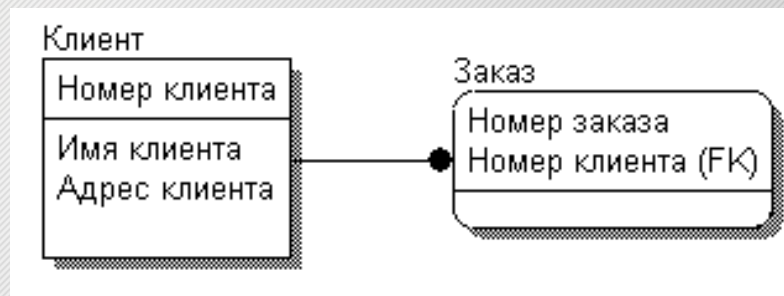 Клиент
Номер клиента
Имя клиента
Адрес клиента
Заказ
Номер заказа
Номер клиента (FK)